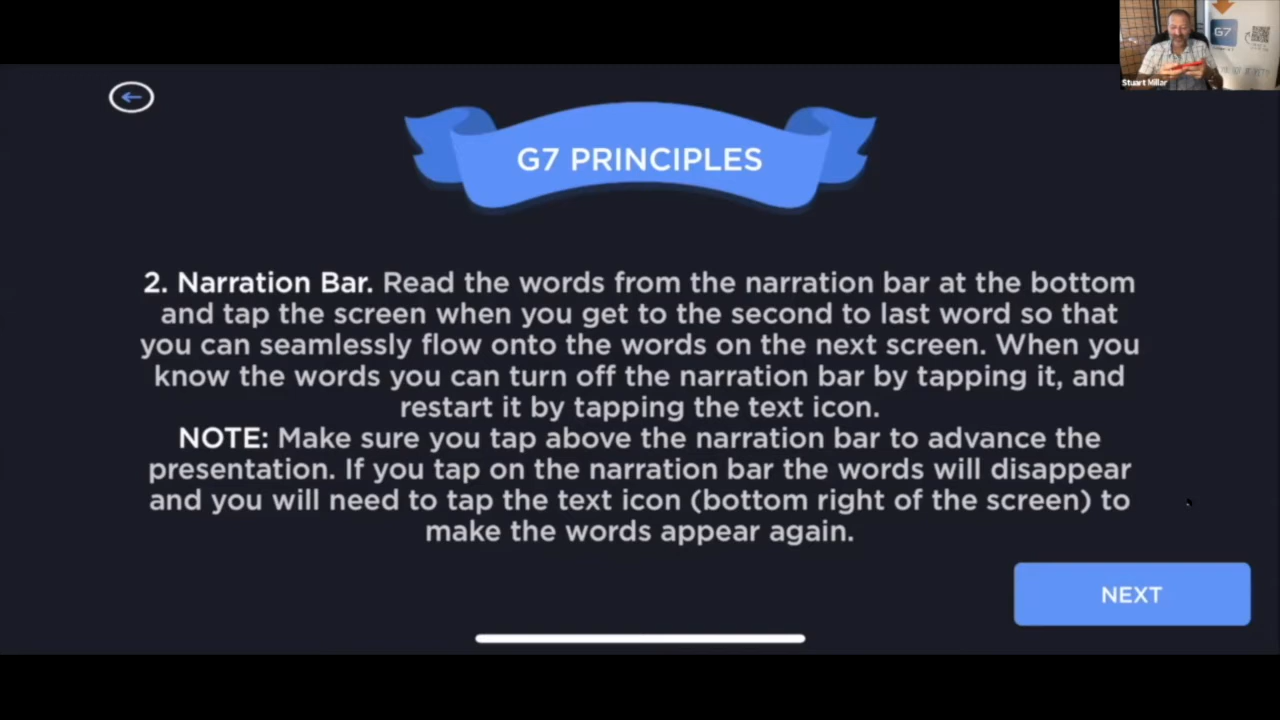 G7
Stuart Millar
G7 PRINCIPLES
2. Narration Bar. Read the words from the narration bar at the bottom
and tap the screen when you get to the second to last word so that
you can seamlessly flow onto the words on the next screen. When you
know the words you can turn off the narration bar by tapping it, and
restart it by tapping the text icon.
NOTE: Make sure you tap above the narration bar to advance the
presentation. If you tap on the narration bar the words will disappear
and you will need to tap the text icon (bottom right of the screen) to
make the words appear again.
NEXT